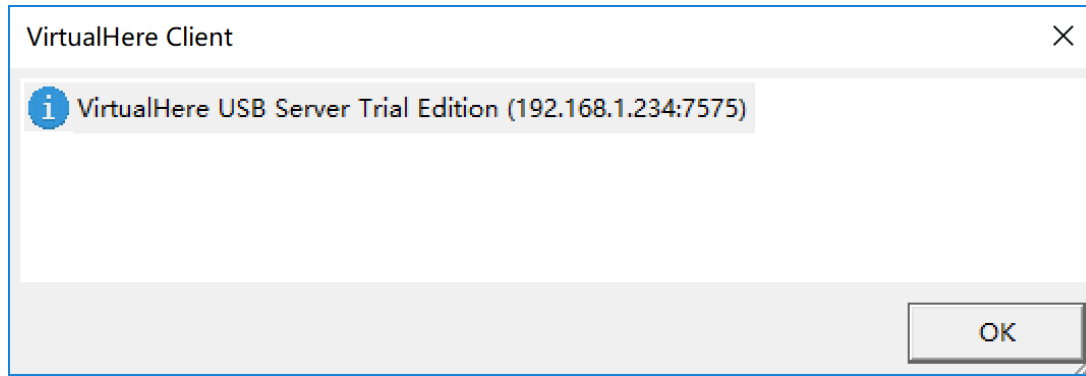 VirtualHere Client
VirtualHere USB Server Trial Edition (192.168.1.234:7575)
OK